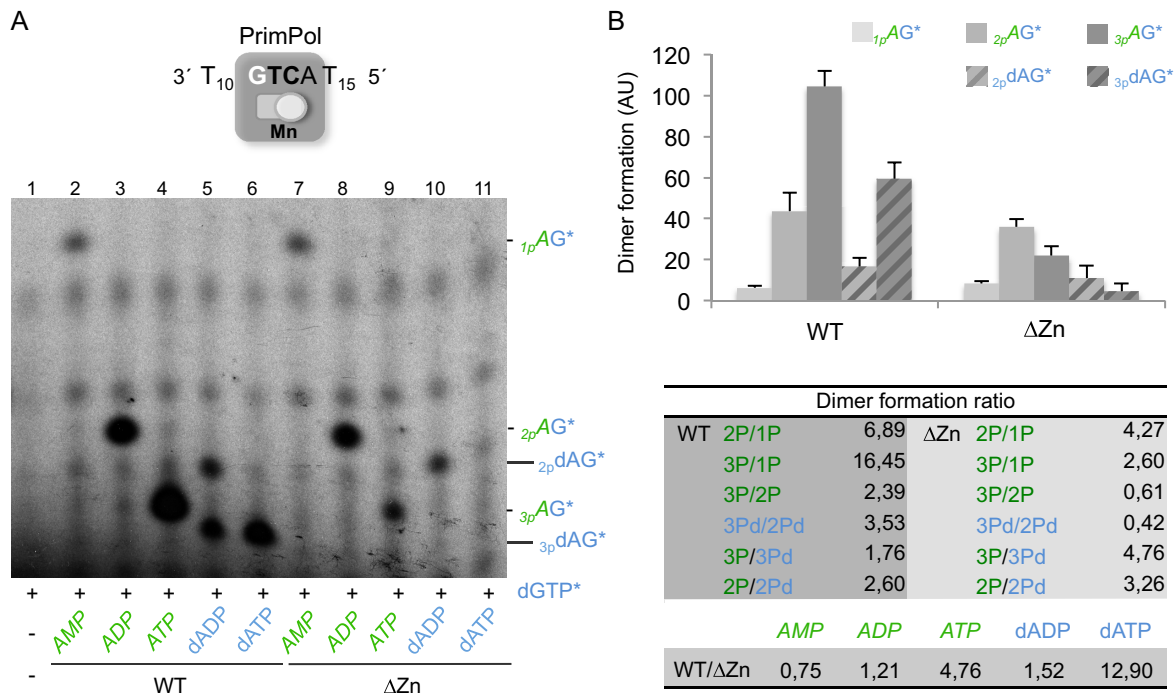 A
PrimPol
3´ T10 GTCA T15 5´
Mn
1 2 3 4 5 6 7 8 9 10 11
1pAG*
2pAG*
2pdAG*
3pAG*
3pdAG*
+ + + + + + + + + + + dGTP*
- AMP ADP ATP dADP dATP AMP ADP ATP dADP dATP
- WT ΔZn
B
1pAG* 2pAG* 3pAG*
2pdAG* 3pdAG*
Dimer formation (AU)
120
100
80
60
40
20
0
WT ΔZn
Dimer formation ratio
WT 2P/1P 6,89 ΔZn 2P/1P 4,27
3P/1P 16,45 3P/1P 2,60
3P/2P 2,39 3P/2P 0,61
3Pd/2Pd 3,53 3Pd/2Pd 0,42
3P/3Pd 1,76 3P/3Pd 4,76
2P/2Pd 2,60 2P/2Pd 3,26
AMP ADP ATP dADP dATP
WT/ΔZn 0,75 1,21 4,76 1,52 12,90